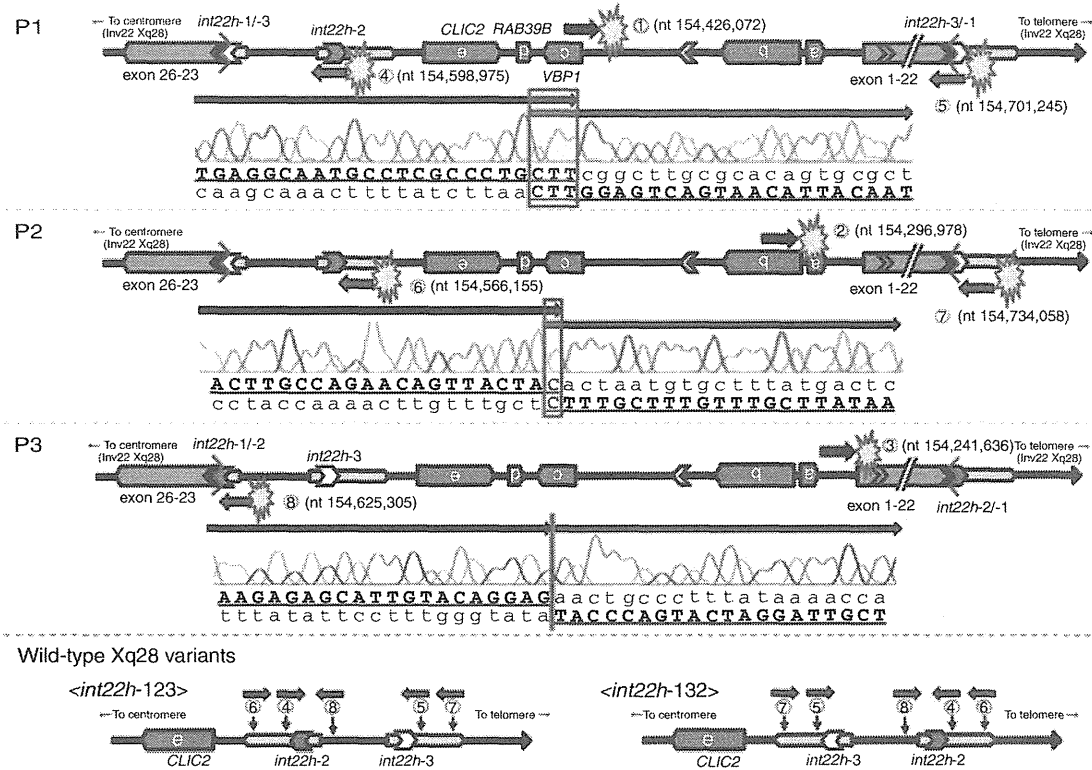 P1
← To centromere
(Inv22 Xq28)
int22h-1/-3
int22h-2
CLIC2 RAB39B
① (nt 154,426,072)
int22h-3/-1
To telomere →
(Inv22 Xq28)
exon 26-23
④ (nt 154,598,975)
VBP1
exon 1-22
⑤ (nt 154,701,245)
TGAGGCAATGCCTCGCCCTGCTTcggcttgcgcacagtgcgct
caagcaaacttttatcttaaCTTGGAGTCAGTAACATTACAAT
P2
← To centromere
(Inv22 Xq28)
② (nt 154,296,978)
To telomere →
(Inv22 Xq28)
exon 26-23
⑥ (nt 154,566,155)
exon 1-22
⑦ (nt 154,734,058)
ACTTGCCAGAACAGTTACTACactaatgtgctttatgactc
cctaccaaaacttgtttgctCTTTGCTTTGTTTGCTTATAA
P3
← To centromere
(Inv22 Xq28)
int22h-1/-2
int22h-3
③ (nt 154,241,636)
To telomere →
(Inv22 Xq28)
exon 26-23
⑧ (nt 154,625,305)
exon 1-22
int22h-2/-1
AAGAGAGCATTGTACAGGAGaactgccctttataaaacca
tttatattcctttgggtataTACCCAGTACTAGGATTGCT
Wild-type Xq28 variants
<int22h-123>
<int22h-132>
⑥ ④ ⑧ ⑤ ⑦
⑦ ⑤ ⑧ ④ ⑥
← To centromere
To telomere →
← To centromere
To telomere →
CLIC2
int22h-2
int22h-3
CLIC2
int22h-3
int22h-2